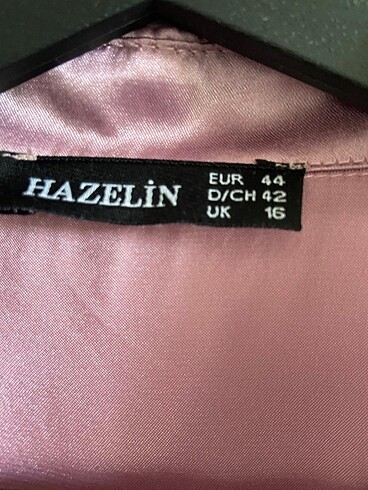 HAZELİN
EUR 44
D/CH 42
UK 16